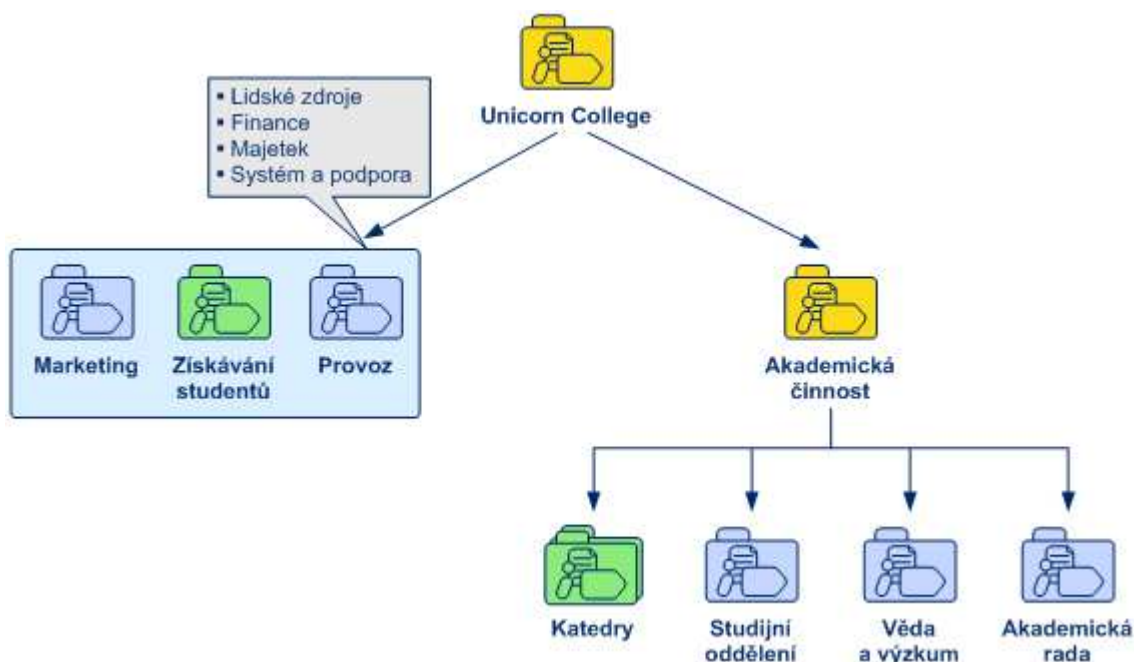 Unicorn College
▪ Lidské zdroje
▪ Finance
▪ Majetek
▪ Systém a podpora
Marketing
Získávání
studentů
Provoz
Akademická
činnost
Katedry
Studijní
oddělení
Věda
a výzkum
Akademická
rada